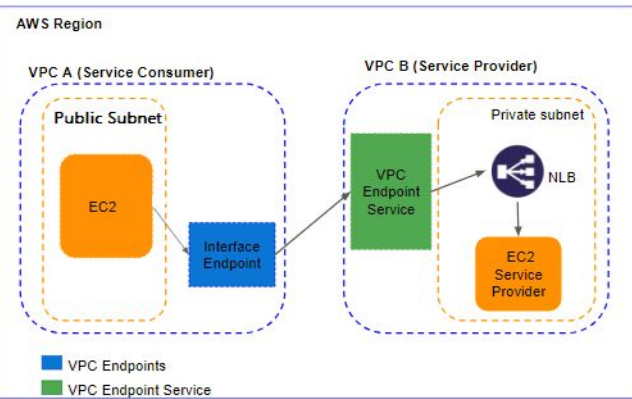 AWS Region
VPC A (Service Consumer)
VPC B (Service Provider)
Public Subnet
Private subnet
EC2
Interface
Endpoint
VPC
Endpoint
Service
NLB
EC2
Service
Provider
VPC Endpoints
VPC Endpoint Service